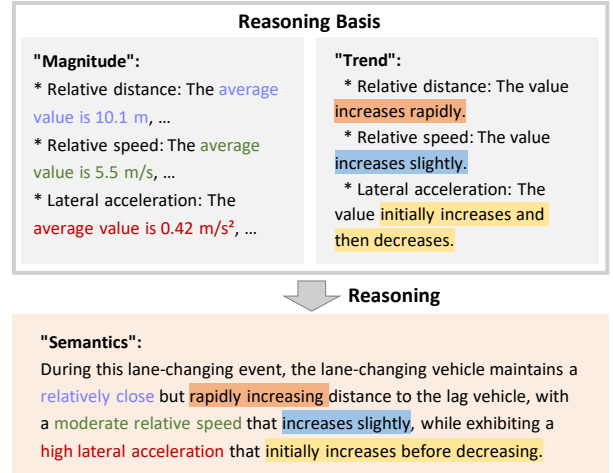 Reasoning Basis
"Magnitude":
* Relative distance: The average
value is 10.1 m, ...
* Relative speed: The average
value is 5.5 m/s, ...
* Lateral acceleration: The
average value is 0.42 m/s², ...
"Trend":
* Relative distance: The value
increases rapidly.
* Relative speed: The value
increases slightly.
* Lateral acceleration: The
value initially increases and
then decreases.
Reasoning
"Semantics":
During this lane-changing event, the lane-changing vehicle maintains a
relatively close but rapidly increasing distance to the lag vehicle, with
a moderate relative speed that increases slightly, while exhibiting a
high lateral acceleration that initially increases before decreasing.